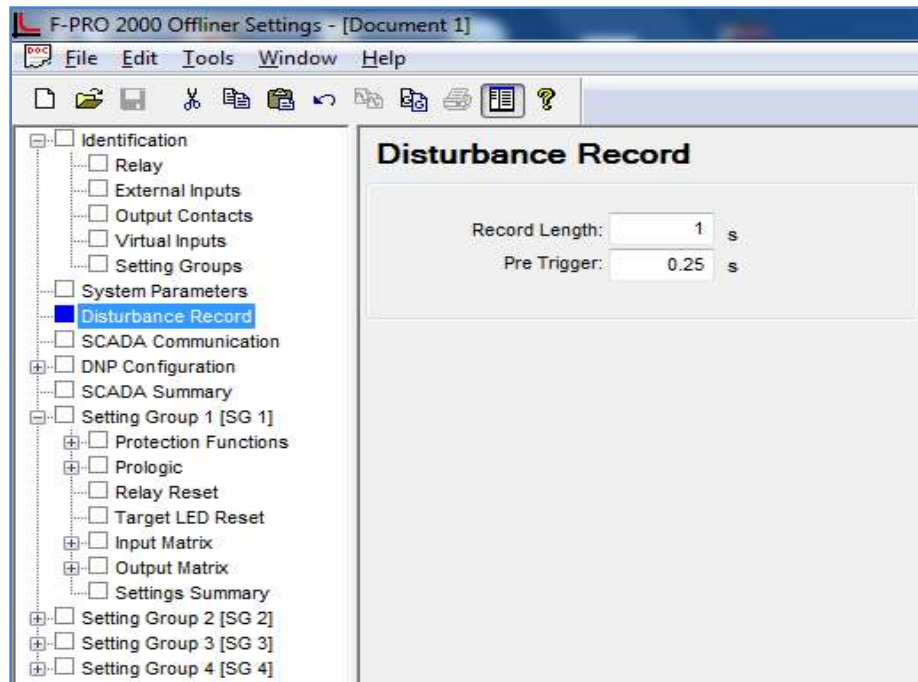 F-PRO 2000 Offliner Settings - [Document 1]
DOC
File Edit Tools Window Help
Identification
Relay
External Inputs
Output Contacts
Virtual Inputs
Setting Groups
System Parameters
Disturbance Record
SCADA Communication
DNP Configuration
SCADA Summary
Setting Group 1 [SG 1]
Protection Functions
Prologic
Relay Reset
Target LED Reset
Input Matrix
Output Matrix
Settings Summary
Setting Group 2 [SG 2]
Setting Group 3 [SG 3]
Setting Group 4 [SG 4]
Disturbance Record
Record Length: 1 s
Pre Trigger: 0.25 s